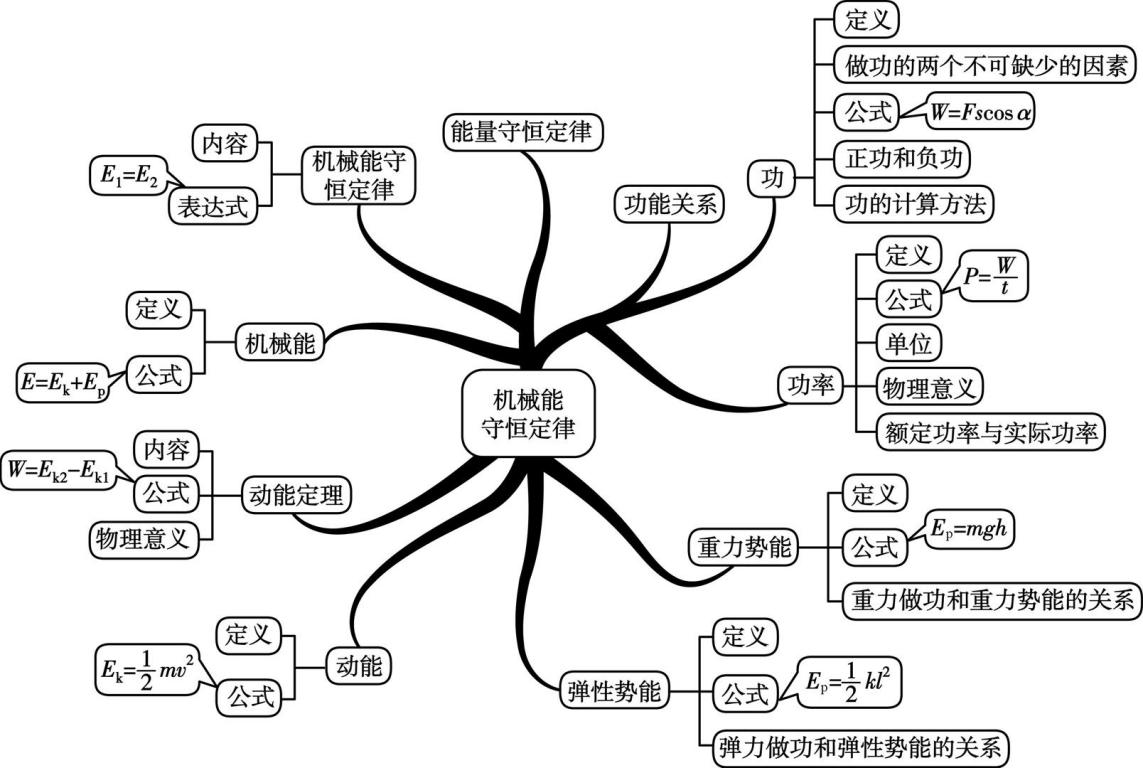 机械能
守恒定律
功
定义
做功的两个不可缺少的因素
公式
W=Fscosα
正功和负功
功的计算方法
功能关系
功率
定义
公式
P=W/t
单位
物理意义
额定功率与实际功率
重力势能
定义
公式
Eₚ=mgh
重力做功和重力势能的关系
弹性势能
定义
公式
Eₚ=1/2 kl²
弹力做功和弹性势能的关系
动能
定义
公式
Eₖ=1/2 mv²
动能定理
内容
公式
W=Eₖ₂−Eₖ₁
物理意义
机械能
定义
公式
E=Eₖ+Eₚ
机械能守
恒定律
内容
表达式
E₁=E₂
能量守恒定律